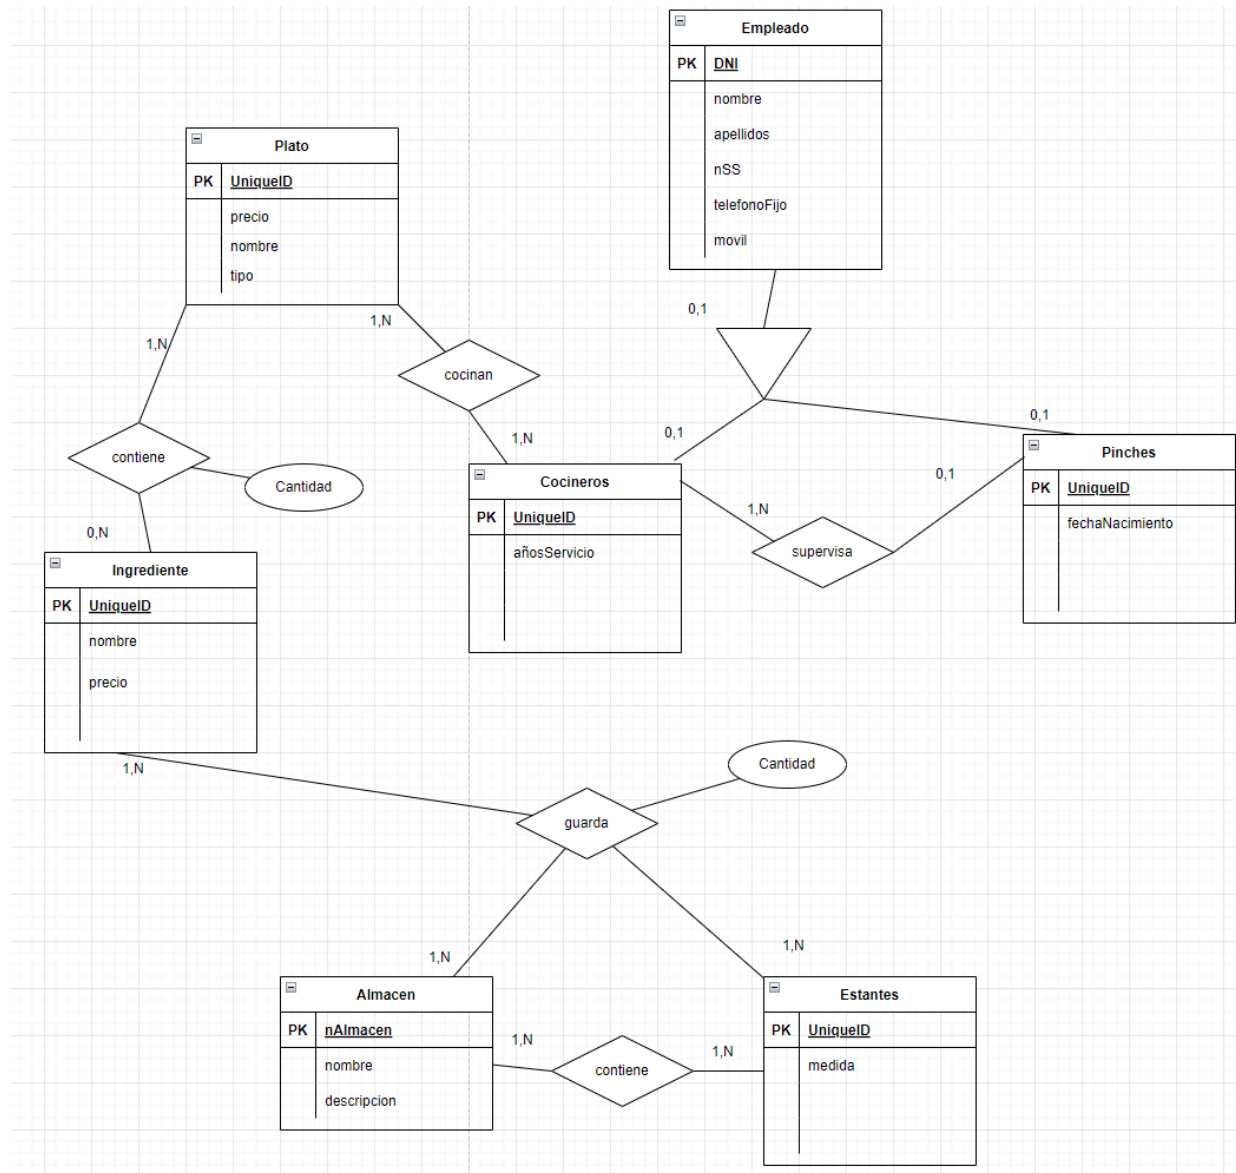 Empleado
PK DNI
nombre
apellidos
nSS
telefonoFijo
movil
Plato
PK UniqueID
precio
nombre
tipo
0,1
1,N
1,N
cocinan
contiene
Cantidad
1,N
0,1
0,1
0,1
Cocineros
PK UniqueID
añosServicio
1,N
supervisa
Pinches
PK UniqueID
fechaNacimiento
0,N
Ingrediente
PK UniqueID
nombre
precio
1,N
Cantidad
guarda
1,N
1,N
Almacen
PK nAlmacen
nombre
descripcion
1,N
contiene
1,N
Estantes
PK UniqueID
medida